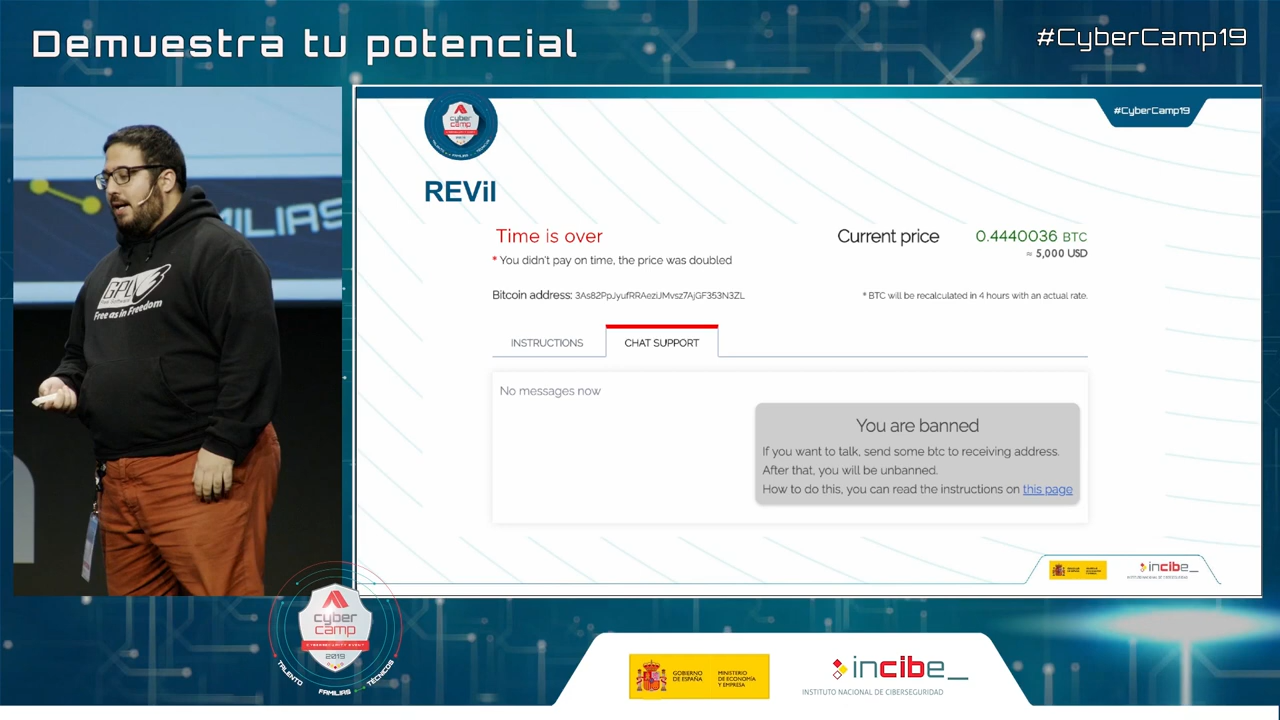 Demuestra tu potencial
#CyberCamp19
MILIAS
GPLv3
Free as in Freedom
cyber
camp
#CyberCamp19
REVil
Time is over
* You didn't pay on time, the price was doubled
Current price
0.4440036 BTC
≈ 5,000 USD
Bitcoin address: 3As82PpJyufRRAeziJMvsz7AjGF353N3ZL
* BTC will be recalculated in 4 hours with an actual rate.
INSTRUCTIONS
CHAT SUPPORT
No messages now
You are banned
If you want to talk, send some btc to receiving address.
After that, you will be unbanned.
How to do this, you can read the instructions on this page
incibe_
cyber
camp
2019
TALENTO
FAMILIAS
TÉCNICOS
GOBIERNO
DE ESPAÑA
MINISTERIO
DE ECONOMÍA
Y EMPRESA
incibe_
INSTITUTO NACIONAL DE CIBERSEGURIDAD